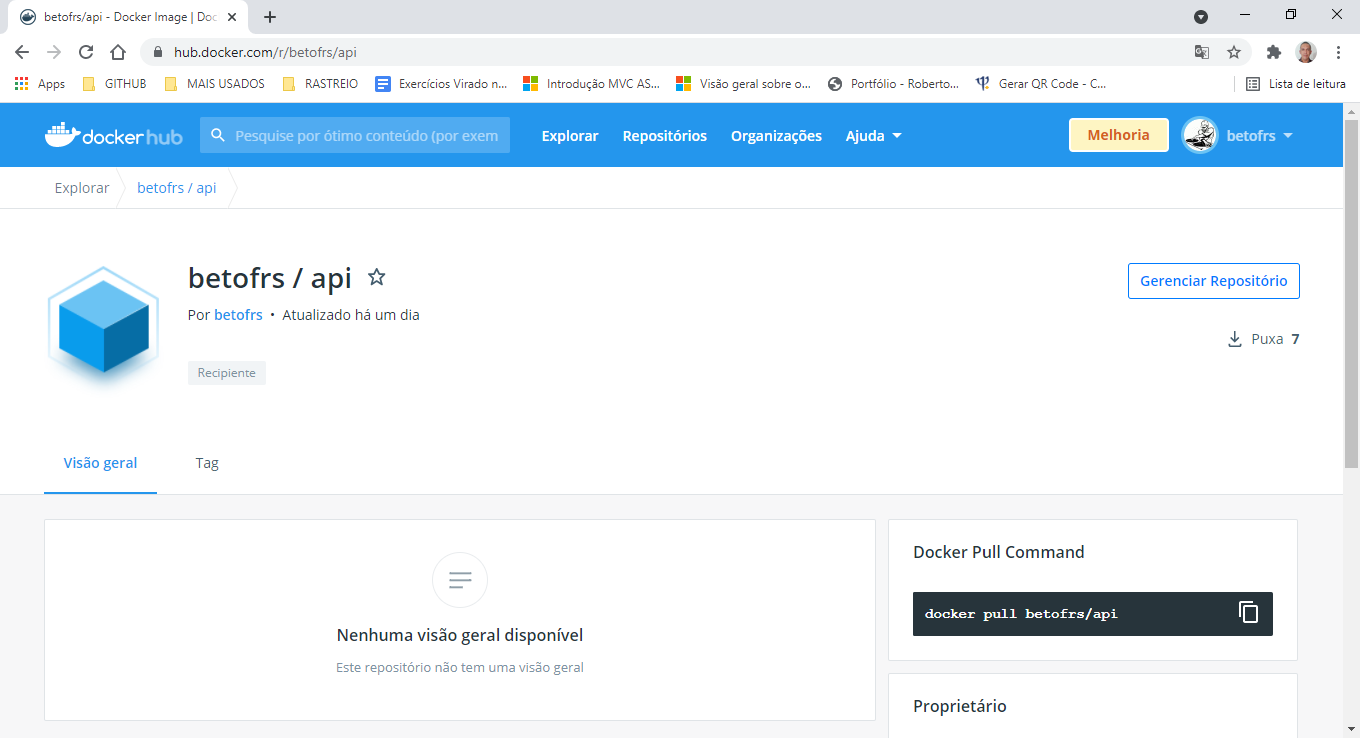 betofrs/api - Docker Image | Doc
hub.docker.com/r/betofrs/api
Apps GITHUB MAIS USADOS RASTREIO Exercícios Virado n... Introdução MVC AS... Visão geral sobre o... Portfólio - Roberto... Gerar QR Code - C... Lista de leitura
dockerhub Pesquise por ótimo conteúdo (por exem Explorar Repositórios Organizações Ajuda Melhoria betofrs
Explorar betofrs / api
betofrs / api
Gerenciar Repositório
Por betofrs • Atualizado há um dia
Puxa 7
Recipiente
Visão geral Tag
Nenhuma visão geral disponível
Este repositório não tem uma visão geral
Docker Pull Command
docker pull betofrs/api
Proprietário